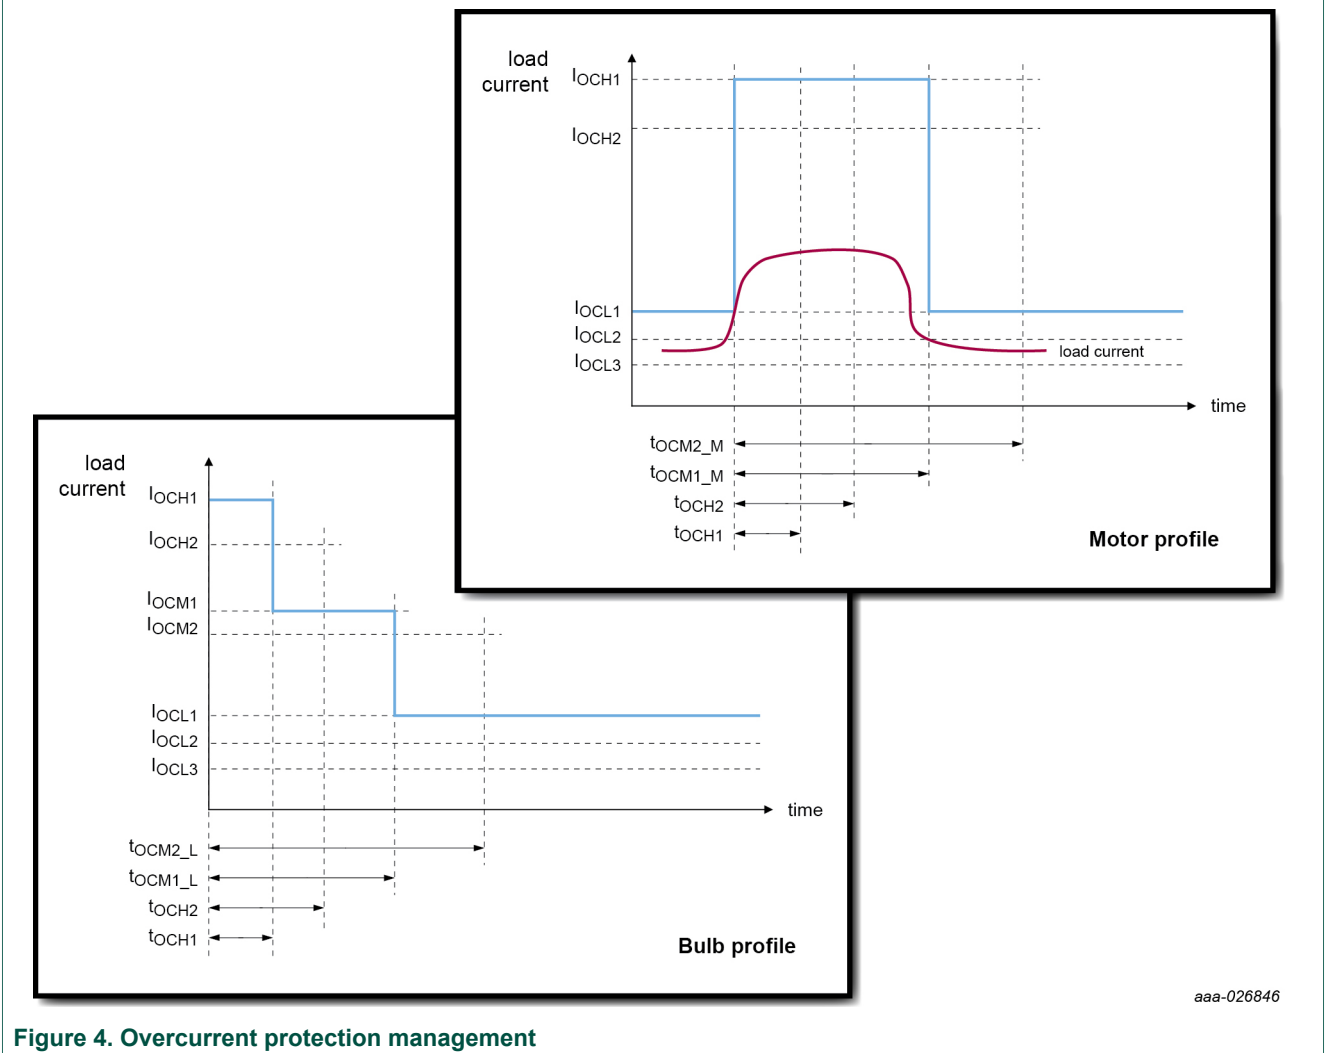 load
current
IOCH1
IOCH2
IOCL1
IOCL2
IOCL3
load current
time
tOCM2_M
tOCM1_M
tOCH2
tOCH1
Motor profile
load
current
IOCH1
IOCH2
IOCM1
IOCM2
IOCL1
IOCL2
IOCL3
time
tOCM2_L
tOCM1_L
tOCH2
tOCH1
Bulb profile
aaa-026846
Figure 4. Overcurrent protection management